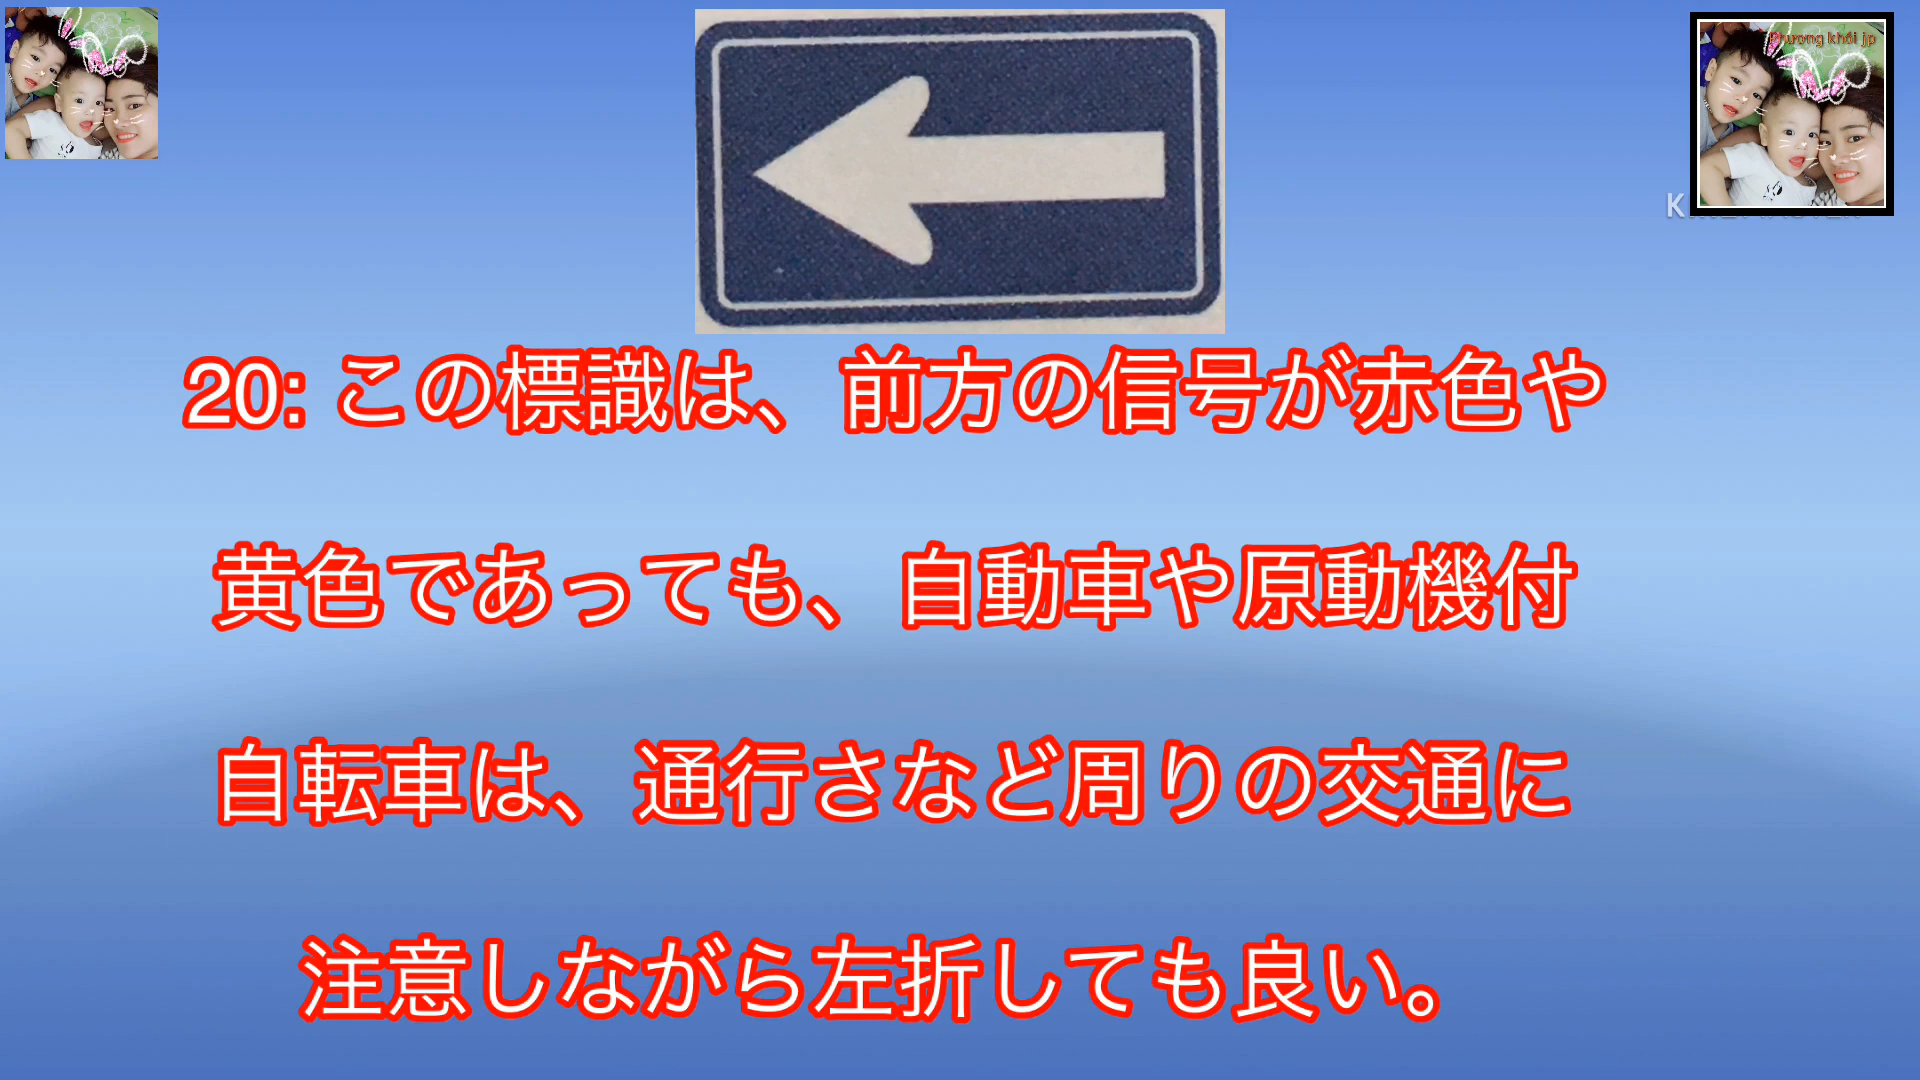 Phương khôi jp
20: この標識は、前方の信号が赤色や
黄色であっても、自動車や原動機付
自転車は、通行さなど周りの交通に
注意しながら左折しても良い。